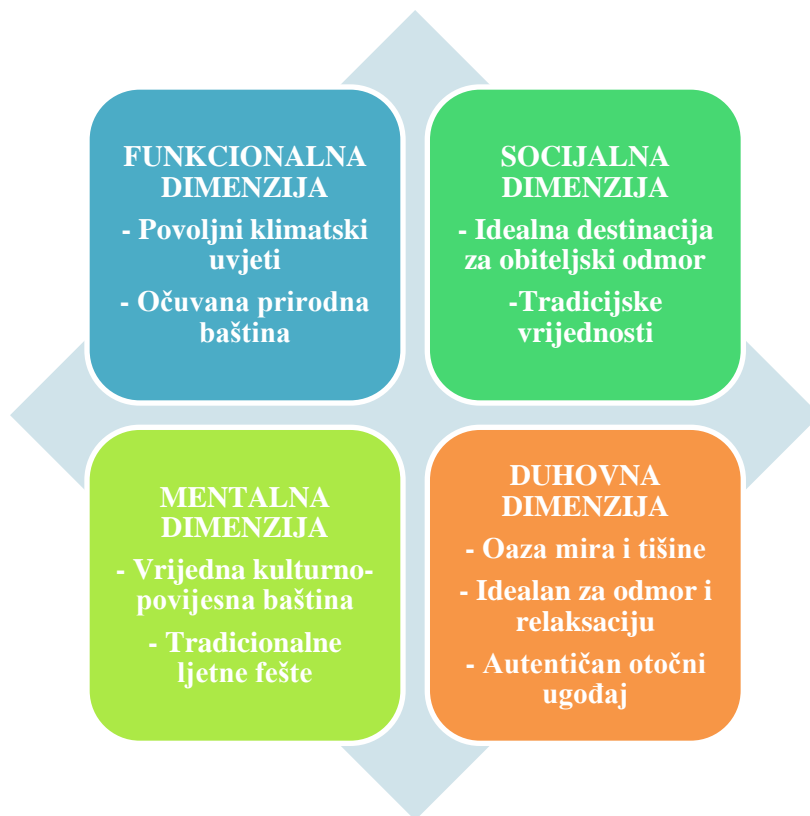 FUNKCIONALNA
DIMENZIJA
- Povoljni klimatski
uvjeti
- Očuvana prirodna
baština
SOCIJALNA
DIMENZIJA
- Idealna destinacija
za obiteljski odmor
-Tradicijske
vrijednosti
MENTALNA
DIMENZIJA
- Vrijedna kulturno-
povijesna baština
- Tradicionalne
ljetne fešte
DUHOVNA
DIMENZIJA
- Oaza mira i tišine
- Idealan za odmor i
relaksaciju
- Autentičan otočni
ugođaj